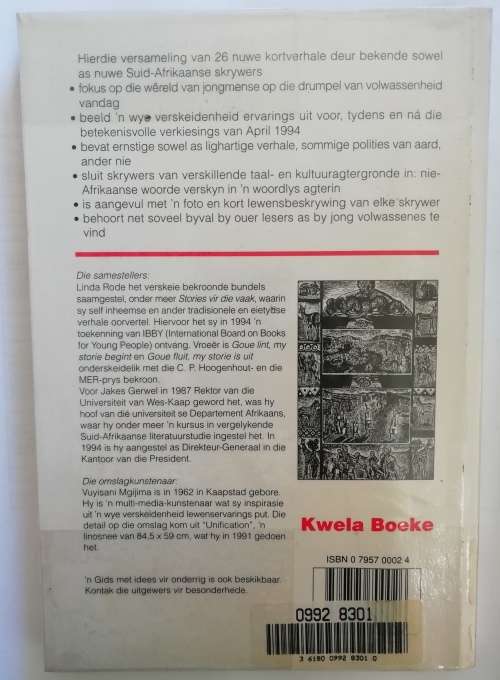 Hierdie versameling van 26 nuwe kortverhale deur bekende sowel
as nuwe Suid-Afrikaanse skrywers
• fokus op die wêreld van jongmense op die drumpel van volwassenheid
vandag
• beeld 'n wye verskeidenheid ervarings uit voor, tydens en ná die
betekenisvolle verkiesings van April 1994
• bevat ernstige sowel as lighartige verhale, sommige polities van aard,
ander nie
• sluit skrywers van verskillende taal- en kultuuragtergronde in: nie-
Afrikaanse woorde verskyn in 'n woordlys agterin
• is aangevul met 'n foto en kort lewensbeskrywing van elke skrywer
• behoort net soveel byval by ouer lesers as by jong volwassenes te
vind
Die samestellers:
Linda Rode het verskeie bekroonde bundels
saamgestel, onder meer Stories vir die vaak, waarin
sy self inheemse en ander tradisionele en eietydse
verhale oorvertel. Hiervoor het sy in 1994 'n
toekenning van IBBY (International Board on Books
for Young People) ontvang. Vroeër is Goue lint, my
storie begint en Goue fluit, my storie is uit
onderskeidelik met die C. P. Hoogenhout- en die
MER-prys bekroon.
Voor Jakes Gerwel in 1987 Rektor van die
Universiteit van Wes-Kaap geword het, was hy
hoof van dié universiteit se Departement Afrikaans,
waar hy onder meer 'n kursus in vergelykende
Suid-Afrikaanse literatuurstudie ingestel het. In
1994 is hy aangestel as Direkteur-Generaal in die
Kantoor van die President.
Die omslagkunstenaar:
Vuyisani Mgijima is in 1962 in Kaapstad gebore.
Hy is 'n multi-media-kunstenaar wat sy inspirasie
uit 'n wye verskeidenheid lewenservarings put. Die
detail op die omslag kom uit "Unification", 'n
linosnee van 84,5 x 59 cm, wat hy in 1991 gedoen
het.
'n Gids met idees vir onderrig is ook beskikbaar.
Kontak die uitgewers vir besonderhede.
Kwela Boeke
ISBN 0 7957 0002 4
0992 8301
3 6180 0992 8301 0